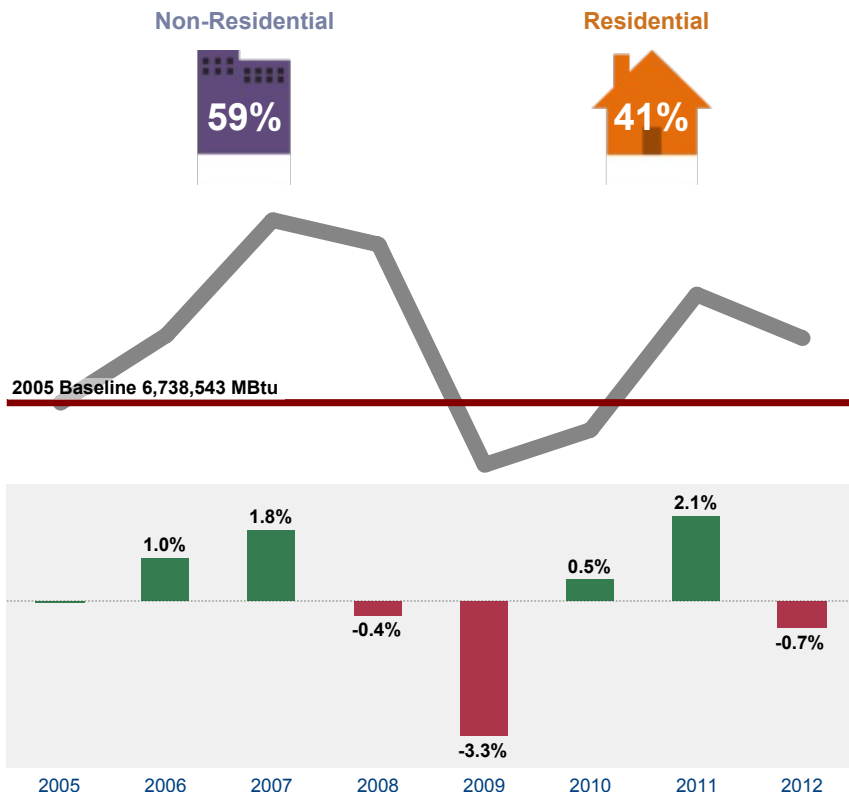 Non-Residential
Residential
59%
41%
2005 Baseline 6,738,543 MBtu
1.0%
1.8%
-0.4%
-3.3%
0.5%
2.1%
-0.7%
2005 2006 2007 2008 2009 2010 2011 2012